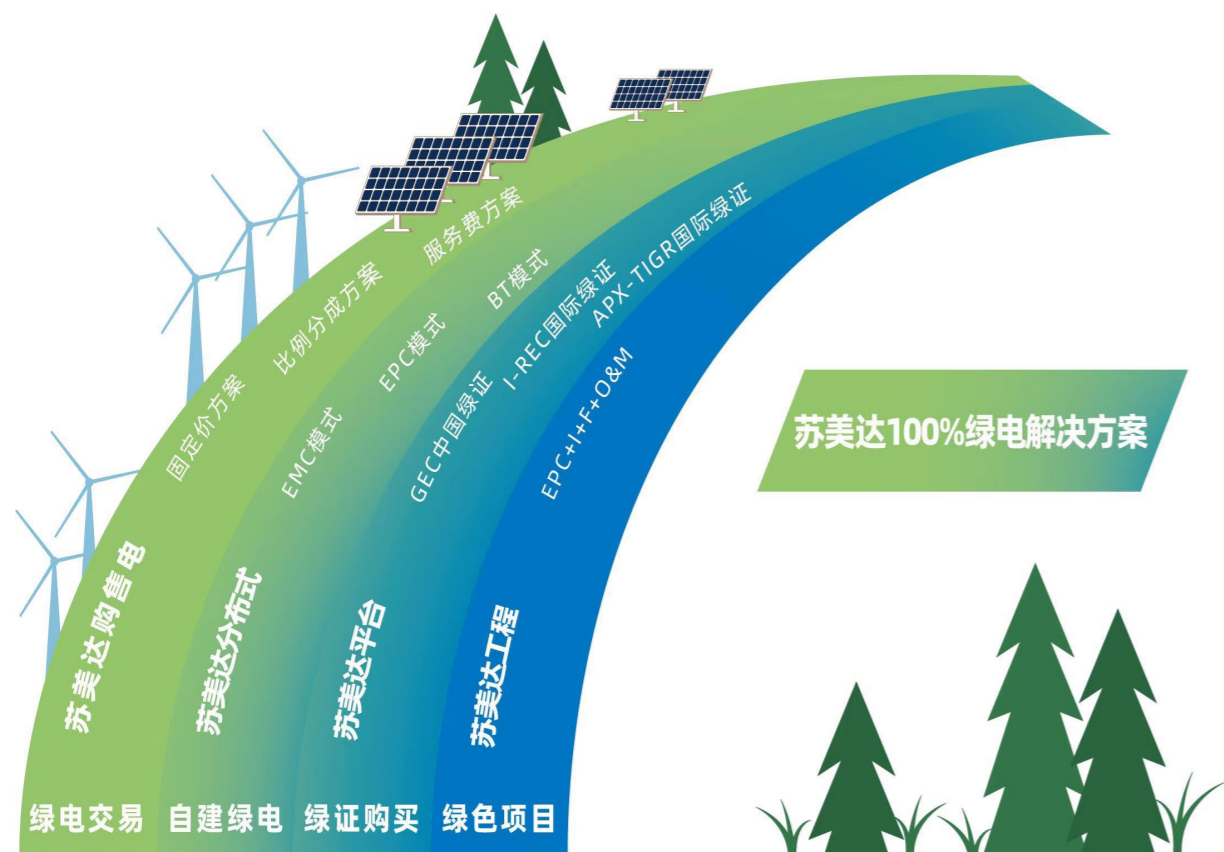 服务费方案
比例分成方案
固定价方案
苏美达购售电
绿电交易
BT模式
EPC模式
EMC模式
苏美达分布式
自建绿电
APX-TIGR国际绿证
I-REC国际绿证
GEC中国绿证
苏美达平台
绿证购买
EPC+I+F+O&M
苏美达工程
绿色项目
苏美达100%绿电解决方案